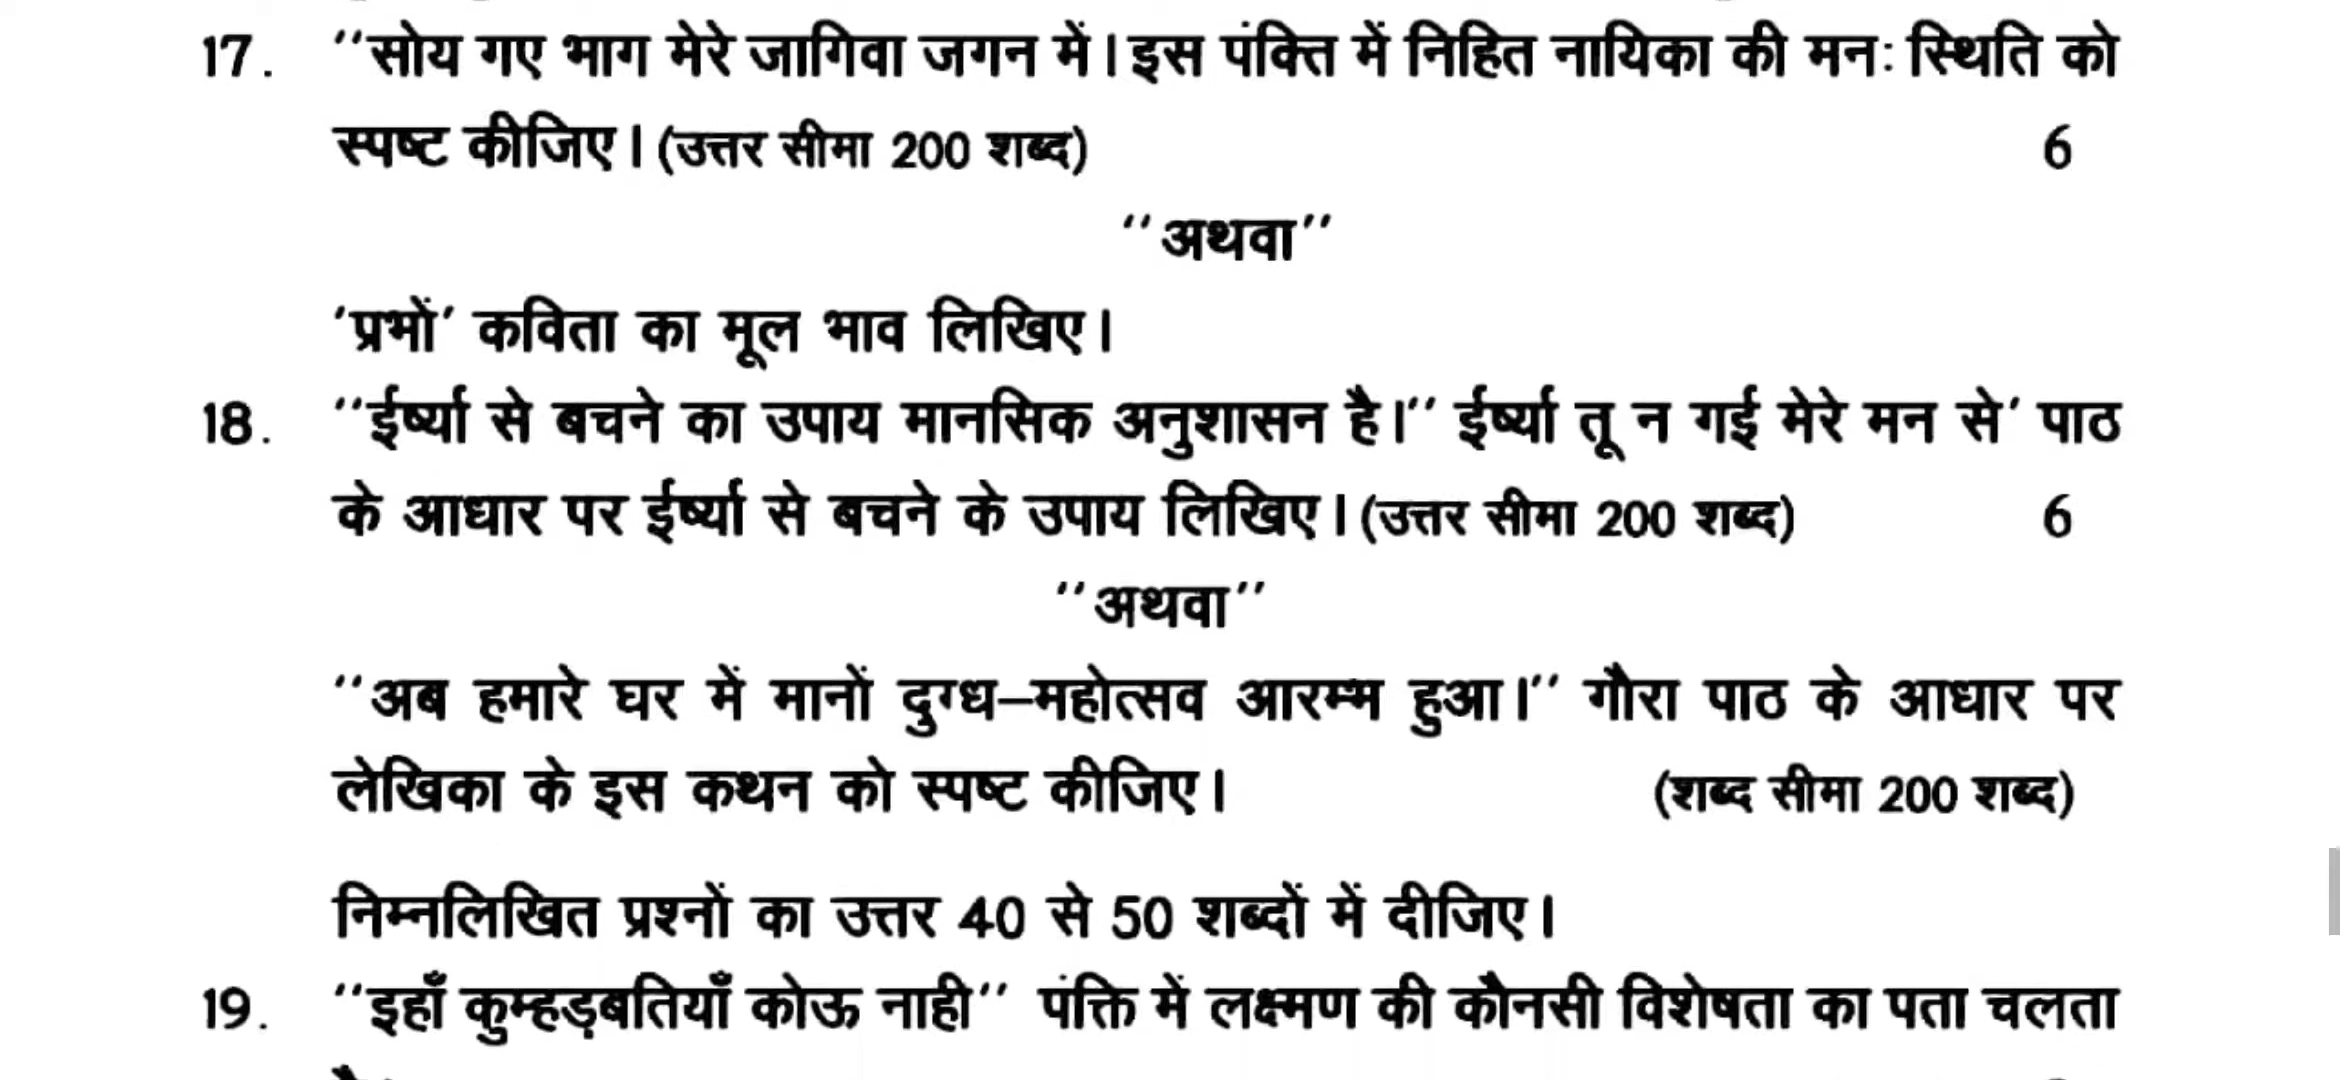 17. ''सोय गए भाग मेरे जागिवा जगन में। इस पंक्ति में निहित नायिका की मनः स्थिति को
स्पष्ट कीजिए। (उत्तर सीमा 200 शब्द) 6
''अथवा''
'प्रभों' कविता का मूल भाव लिखिए।
18. ''ईर्ष्या से बचने का उपाय मानसिक अनुशासन है।'' ईर्ष्या तू न गई मेरे मन से' पाठ
के आधार पर ईर्ष्या से बचने के उपाय लिखिए। (उत्तर सीमा 200 शब्द) 6
''अथवा''
''अब हमारे घर में मानों दुग्ध–महोत्सव आरम्भ हुआ।'' गौरा पाठ के आधार पर
लेखिका के इस कथन को स्पष्ट कीजिए। (शब्द सीमा 200 शब्द)
निम्नलिखित प्रश्नों का उत्तर 40 से 50 शब्दों में दीजिए।
19. ''इहाँ कुम्हड़बतियाँ कोऊ नाही'' पंक्ति में लक्ष्मण की कौनसी विशेषता का पता चलता